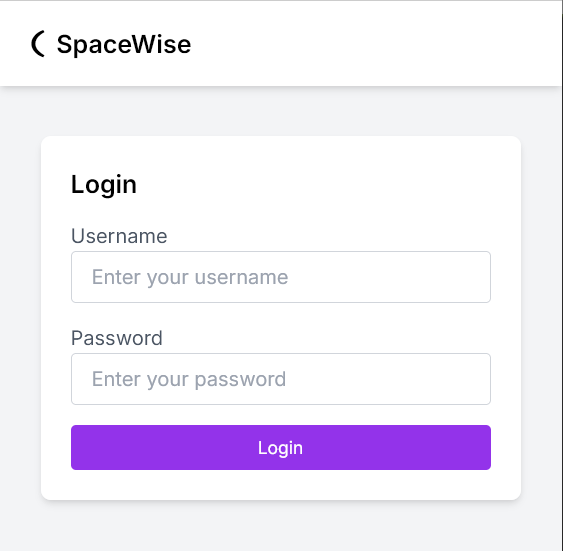 SpaceWise
Login
Username
Enter your username
Password
Enter your password
Login